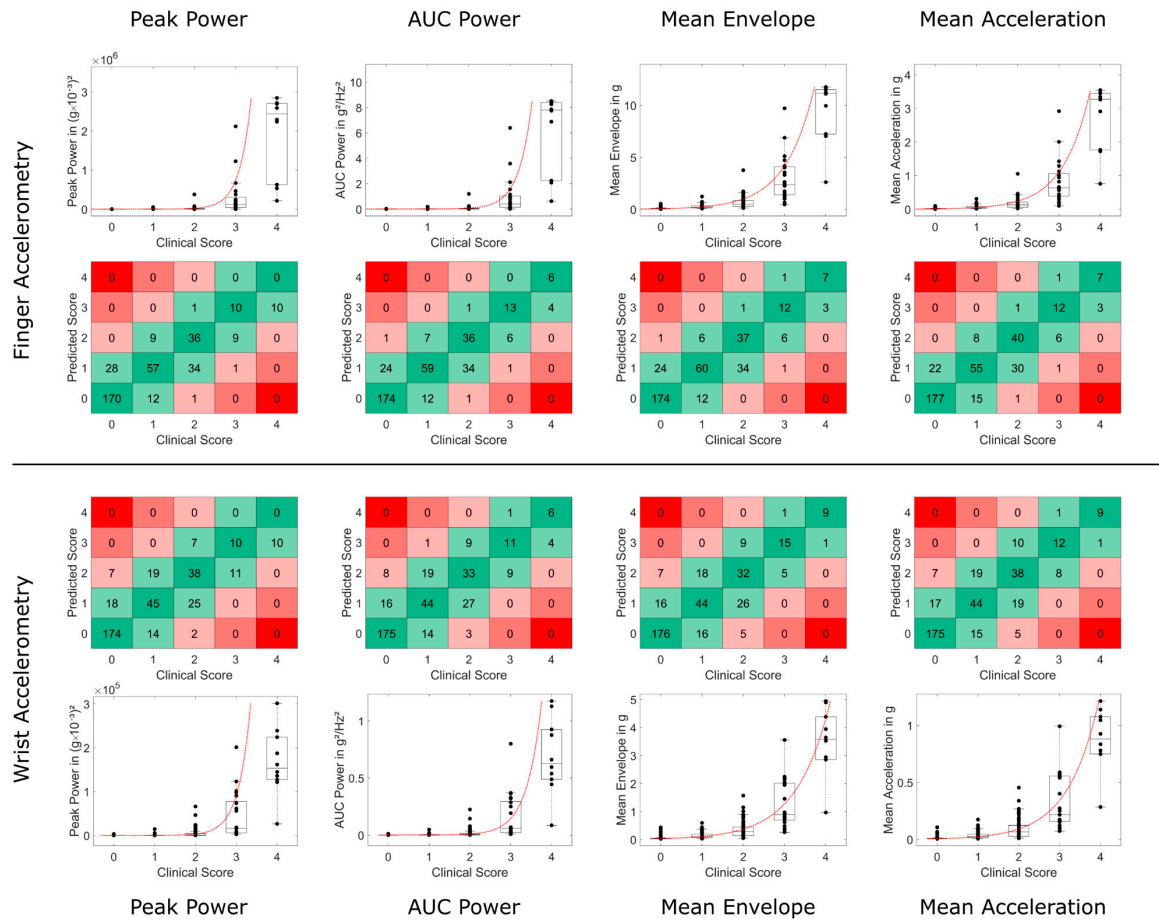 Peak Power AUC Power Mean Envelope Mean Acceleration
Finger Accelerometry
×10⁶
Peak Power in (g×10⁻³)²
3
2
1
0
0 1 2 3 4
Clinical Score
AUC Power in g²/Hz²
10
8
6
4
2
0
0 1 2 3 4
Clinical Score
Mean Envelope in g
10
5
0
0 1 2 3 4
Clinical Score
Mean Acceleration in g
4
3
2
1
0
0 1 2 3 4
Clinical Score
Predicted Score
4 0 0 0 0 0
3 0 0 1 10 10
2 0 9 36 9 0
1 28 57 34 1 0
0 170 12 1 0 0
0 1 2 3 4
Clinical Score
Predicted Score
4 0 0 0 0 6
3 0 0 1 13 4
2 1 7 36 6 0
1 24 59 34 1 0
0 174 12 1 0 0
0 1 2 3 4
Clinical Score
Predicted Score
4 0 0 0 1 7
3 0 0 1 12 3
2 1 6 37 6 0
1 24 60 34 1 0
0 174 12 0 0 0
0 1 2 3 4
Clinical Score
Predicted Score
4 0 0 0 1 7
3 0 0 1 12 3
2 0 8 40 6 0
1 22 55 30 1 0
0 177 15 1 0 0
0 1 2 3 4
Clinical Score
Wrist Accelerometry
Predicted Score
4 0 0 0 0 0
3 0 0 7 10 10
2 7 19 38 11 0
1 18 45 25 0 0
0 174 14 2 0 0
0 1 2 3 4
Clinical Score
Predicted Score
4 0 0 0 1 6
3 0 1 9 11 4
2 8 19 33 9 0
1 16 44 27 0 0
0 175 14 3 0 0
0 1 2 3 4
Clinical Score
Predicted Score
4 0 0 0 1 9
3 0 0 9 15 1
2 7 18 32 5 0
1 16 44 26 0 0
0 176 16 5 0 0
0 1 2 3 4
Clinical Score
Predicted Score
4 0 0 0 1 9
3 0 0 10 12 1
2 7 19 38 8 0
1 17 44 19 0 0
0 175 15 5 0 0
0 1 2 3 4
Clinical Score
×10⁵
Peak Power in (g×10⁻³)²
3
2
1
0
0 1 2 3 4
Clinical Score
AUC Power in g²/Hz²
1
0.5
0
0 1 2 3 4
Clinical Score
Mean Envelope in g
5
4
3
2
1
0
0 1 2 3 4
Clinical Score
Mean Acceleration in g
1
0.5
0
0 1 2 3 4
Clinical Score
Peak Power AUC Power Mean Envelope Mean Acceleration